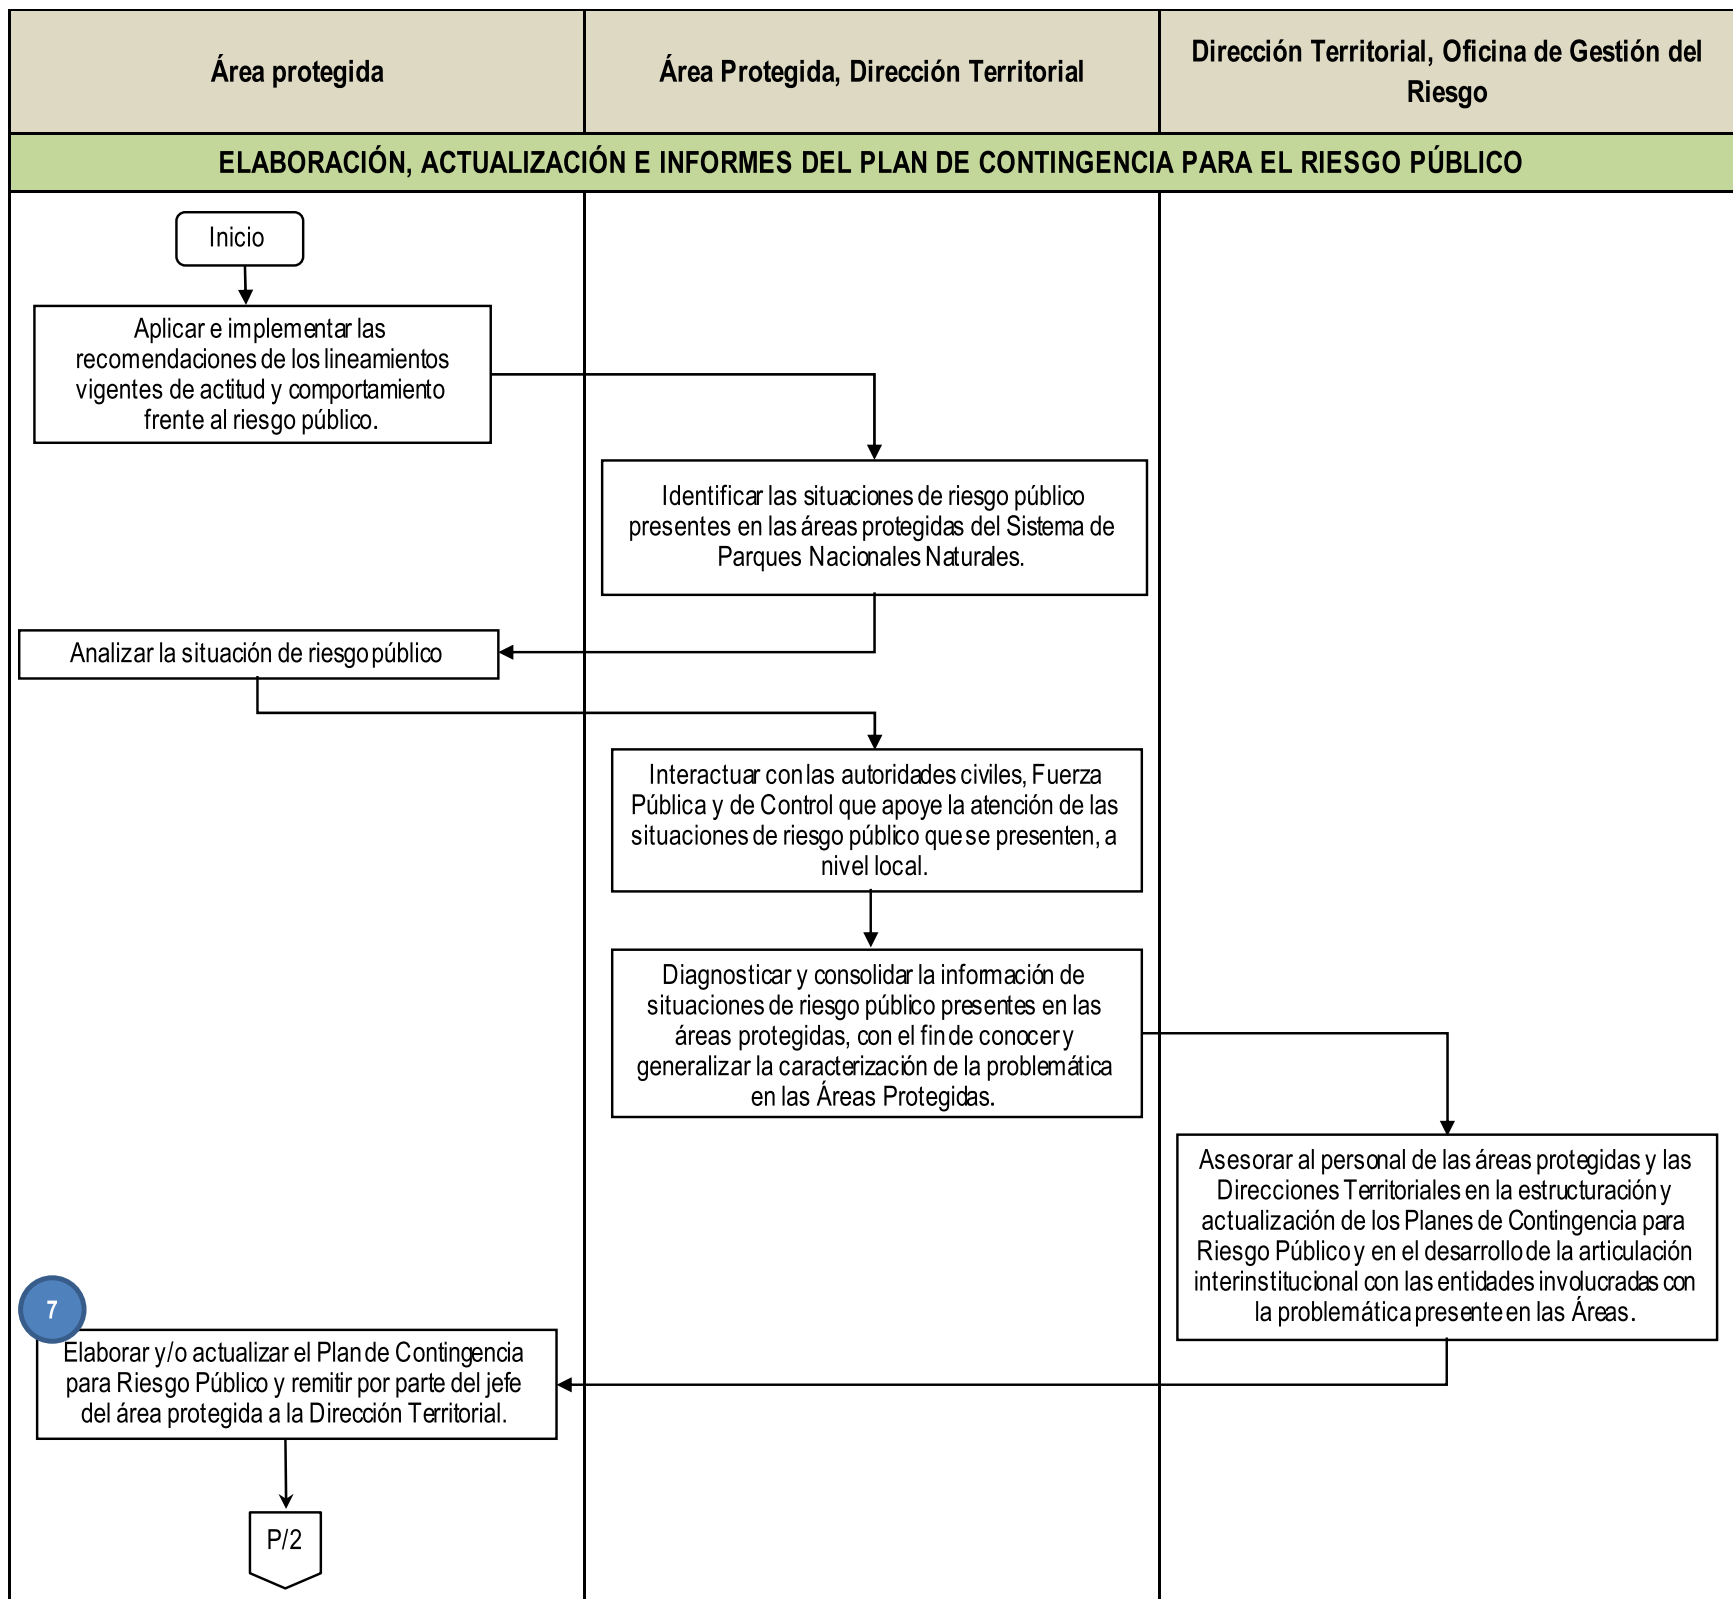 Área protegida
Área Protegida, Dirección Territorial
Dirección Territorial, Oficina de Gestión del
Riesgo
ELABORACIÓN, ACTUALIZACIÓN E INFORMES DEL PLAN DE CONTINGENCIA PARA EL RIESGO PÚBLICO
Inicio
Aplicar e implementar las
recomendaciones de los lineamientos
vigentes de actitud y comportamiento
frente al riesgo público.
Identificar las situaciones de riesgo público
presentes en las áreas protegidas del Sistema de
Parques Nacionales Naturales.
Analizar la situación de riesgo público
Interactuar con las autoridades civiles, Fuerza
Pública y de Control que apoye la atención de las
situaciones de riesgo público que se presenten, a
nivel local.
Diagnosticar y consolidar la información de
situaciones de riesgo público presentes en las
áreas protegidas, con el fin de conocer y
generalizar la caracterización de la problemática
en las Áreas Protegidas.
Asesorar al personal de las áreas protegidas y las
Direcciones Territoriales en la estructuración y
actualización de los Planes de Contingencia para
Riesgo Público y en el desarrollo de la articulación
interinstitucional con las entidades involucradas con
la problemática presente en las Áreas.
7
Elaborar y/o actualizar el Plan de Contingencia
para Riesgo Público y remitir por parte del jefe
del área protegida a la Dirección Territorial.
P/2